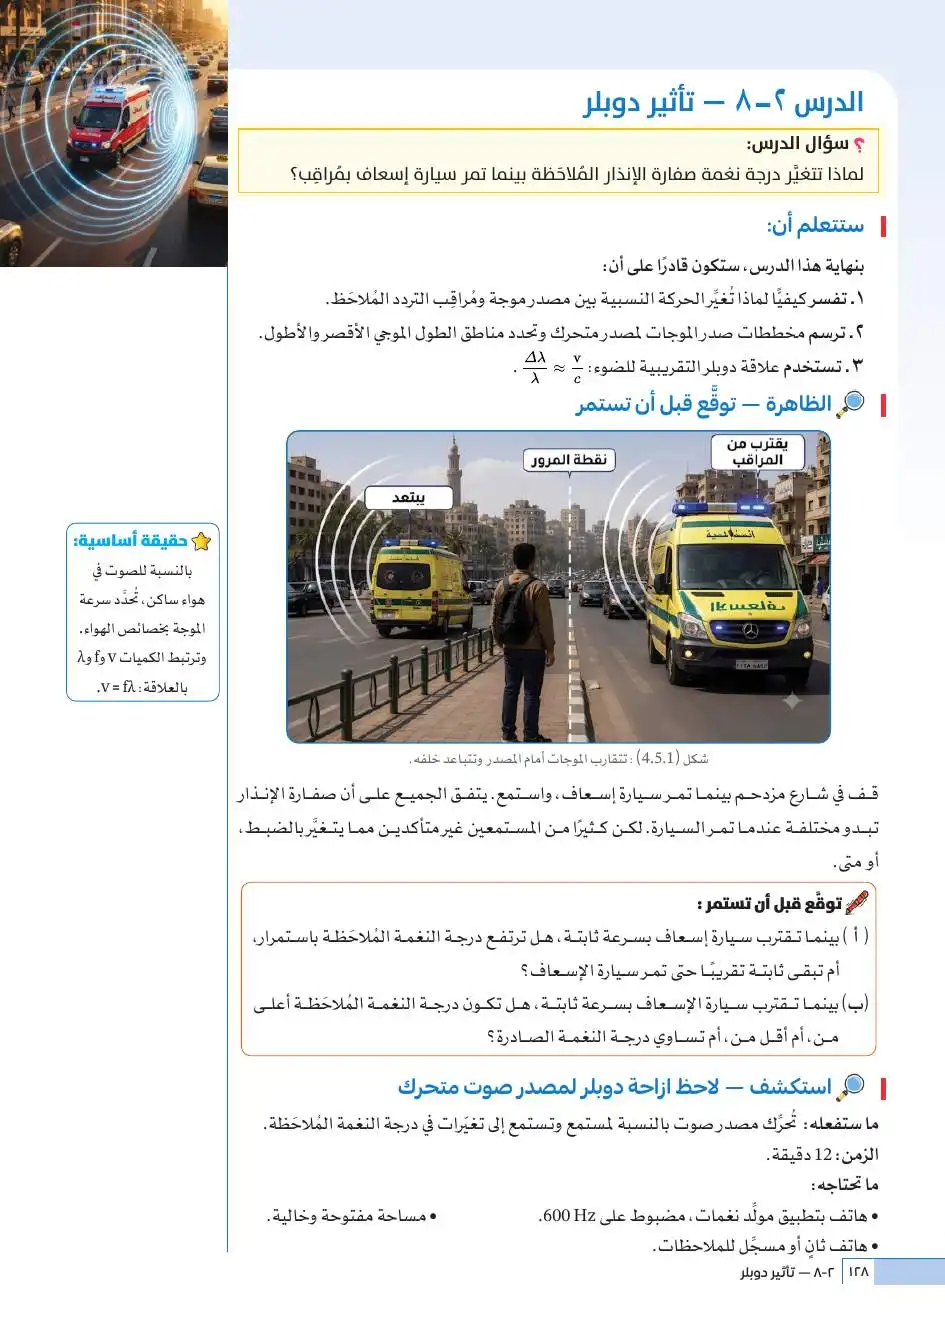 الدرس ٢-٨ — تأثير دوبلر
؟ سؤال الدرس:
لماذا تتغيَّر درجة نغمة صفارة الإنذار المُلاحَظة بينما تمر سيارة إسعاف بمُراقِب؟
ستتعلم أن:
بنهاية هذا الدرس، ستكون قادرًا على أن:
١. تفسر كيفيًّا لماذا تُغيِّر الحركة النسبية بين مصدر موجة ومُراقِب التردد المُلاحَظ.
٢. ترسم مخططات صدر الموجات لمصدر متحرك وتحدد مناطق الطول الموجي الأقصر والأطول.
٣. تستخدم علاقة دوبلر التقريبية للضوء: Δλ/λ ≈ v/c .
الظاهرة — توقَّع قبل أن تستمر
يقترب من
المراقب
نقطة المرور
يبتعد
شكل (4.5.1) : تتقارب الموجات أمام المصدر وتتباعد خلفه.
حقيقة أساسية:
بالنسبة للصوت في
هواء ساكن، تُحدَّد سرعة
الموجة بخصائص الهواء.
وترتبط الكميات v وf وλ
بالعلاقة: v = fλ.
قف في شارع مزدحم بينما تمر سيارة إسعاف، واستمع. يتفق الجميع على أن صفارة الإنذار
تبدو مختلفة عندما تمر السيارة. لكن كثيرًا من المستمعين غير متأكدين مما يتغيَّر بالضبط،
أو متى.
توقَّع قبل أن تستمر :
( أ ) بينما تقترب سيارة إسعاف بسرعة ثابتة، هل ترتفع درجة النغمة المُلاحَظة باستمرار،
أم تبقى ثابتة تقريبًا حتى تمر سيارة الإسعاف؟
(ب) بينما تقترب سيارة الإسعاف بسرعة ثابتة، هل تكون درجة النغمة المُلاحَظة أعلى
من، أم أقل من، أم تساوي درجة النغمة الصادرة؟
استكشف — لاحظ ازاحة دوبلر لمصدر صوت متحرك
ما ستفعله: تُحرِّك مصدر صوت بالنسبة لمستمع وتستمع إلى تغيّرات في درجة النغمة المُلاحَظة.
الزمن: 12 دقيقة.
ما تحتاجه:
• هاتف بتطبيق مولِّد نغمات، مضبوط على 600 Hz.
• مساحة مفتوحة وخالية.
• هاتف ثانٍ أو مسجِّل للملاحظات.
١٢٨
٢-٨ — تأثير دوبلر